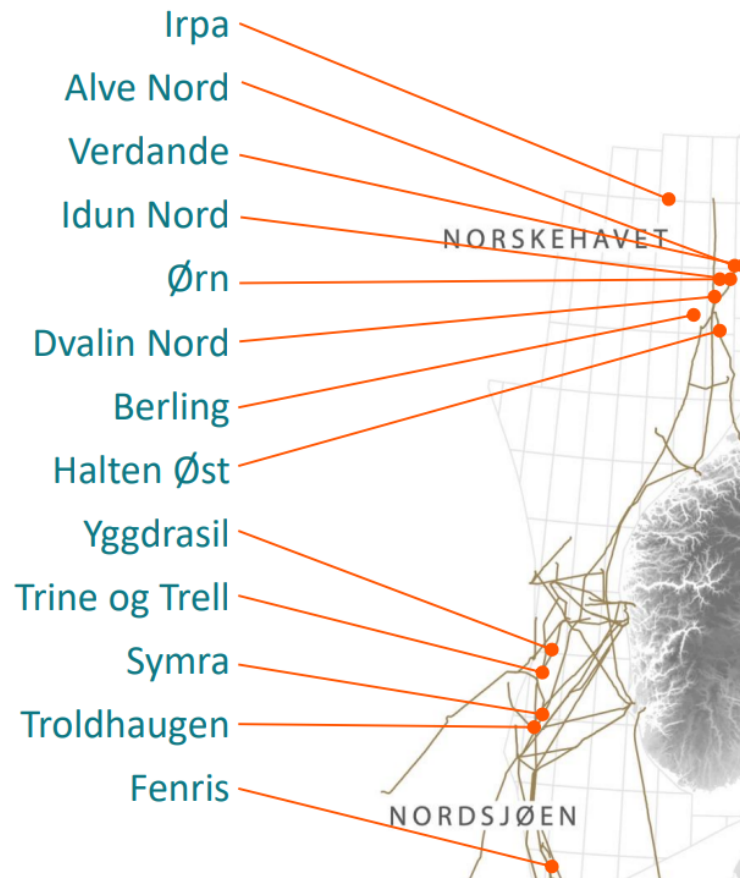 Irpa
Alve Nord
Verdande
Idun Nord
NORSKEHAVET
Ørn
Dvalin Nord
Berling
Halten Øst
Yggdrasil
Trine og Trell
Symra
Troldhaugen
Fenris
NORDSJØEN